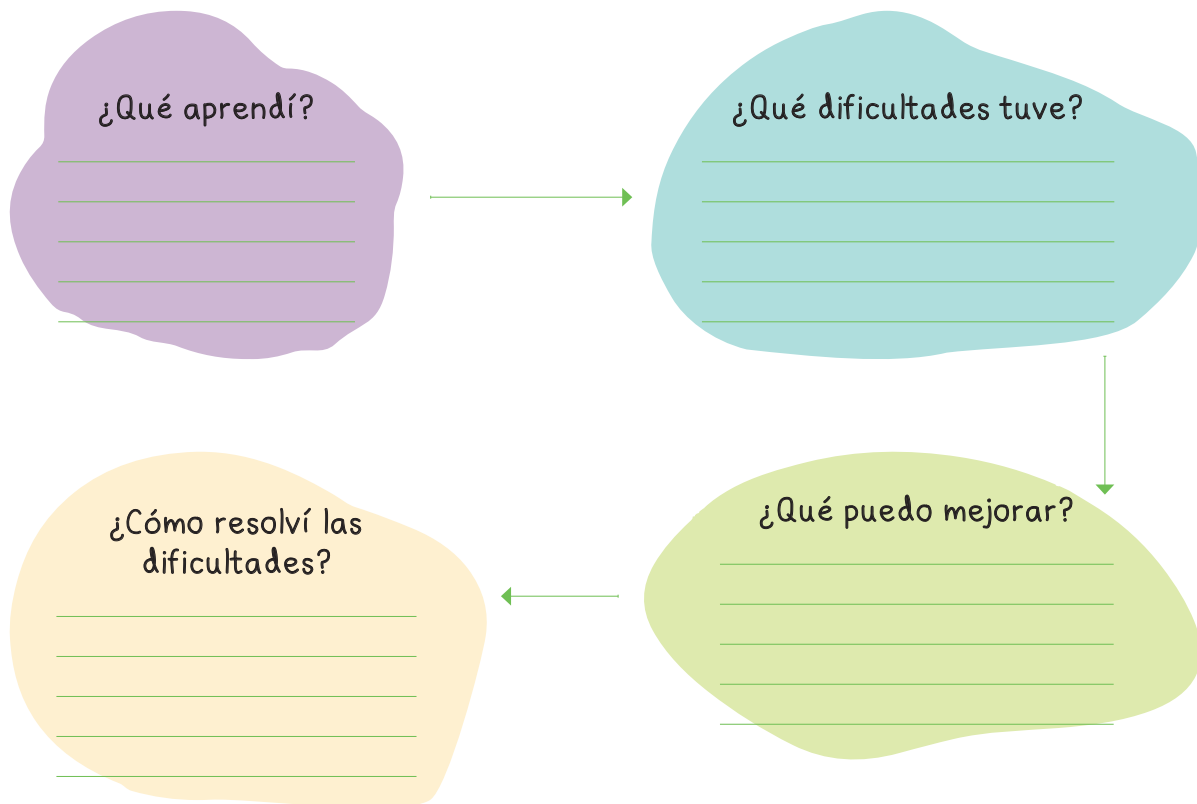 ¿Qué aprendí?
¿Qué dificultades tuve?
¿Qué puedo mejorar?
¿Cómo resolví las
dificultades?